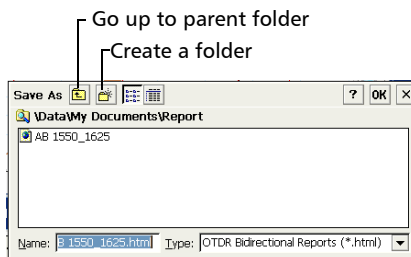 Go up to parent folder
Create a folder
Save As ? OK ×
\Data\My Documents\Report
AB 1550_1625
Name: B 1550_1625.html Type: OTDR Bidirectional Reports (*.html)